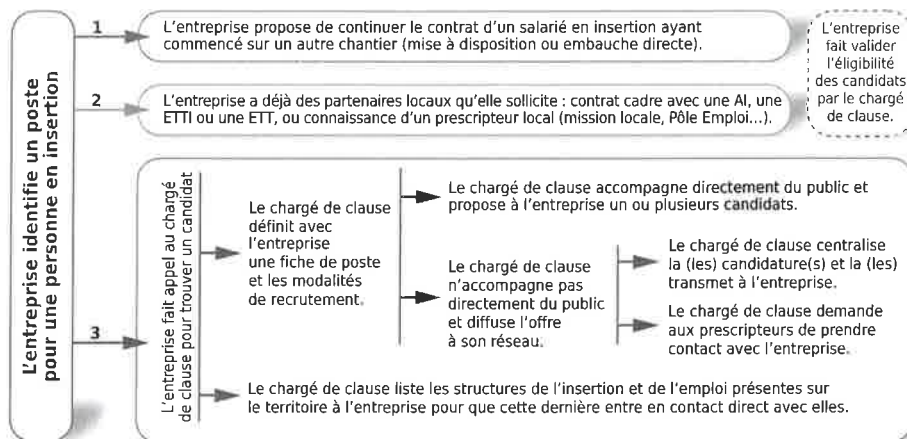 L'entreprise identifie un poste
pour une personne en insertion
1
L'entreprise propose de continuer le contrat d'un salarié en insertion ayant
commencé sur un autre chantier (mise à disposition ou embauche directe).
2
L'entreprise a déjà des partenaires locaux qu'elle sollicite : contrat cadre avec une AI, une
ETTI ou une ETT, ou connaissance d'un prescripteur local (mission locale, Pôle Emploi...).
L'entreprise
fait valider
l'éligibilité
des candidats
par le chargé
de clause.
3
L'entreprise fait appel au chargé
de clause pour trouver un candidat
Le chargé de clause
définit avec
l'entreprise
une fiche de poste
et les modalités
de recrutement.
Le chargé de clause accompagne directement du public et
propose à l'entreprise un ou plusieurs candidats.
Le chargé de clause
n'accompagne pas
directement du public
et diffuse l'offre
à son réseau.
Le chargé de clause centralise
la (les) candidature(s) et la (les)
transmet à l'entreprise.
Le chargé de clause demande
aux prescripteurs de prendre
contact avec l'entreprise.
Le chargé de clause liste les structures de l'insertion et de l'emploi présentes sur
le territoire à l'entreprise pour que cette dernière entre en contact direct avec elles.